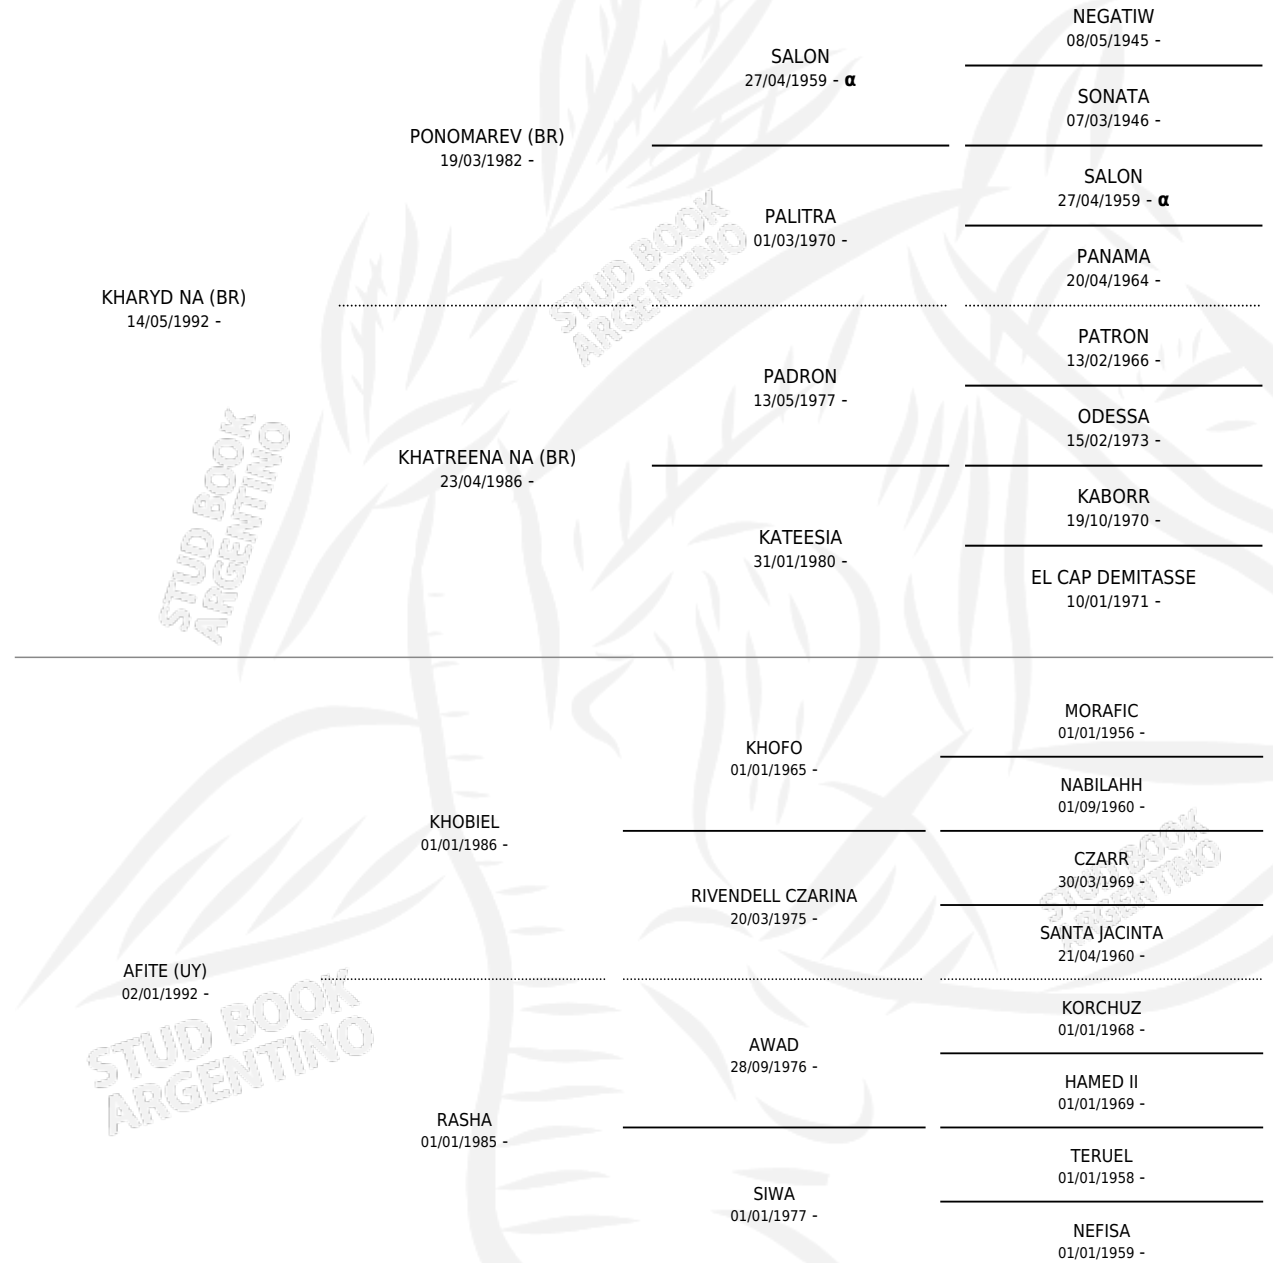 NEGATIW
08/05/1945 -
SALON
27/04/1959 - α
SONATA
07/03/1946 -
PONOMAREV (BR)
19/03/1982 -
SALON
27/04/1959 - α
PALITRA
01/03/1970 -
PANAMA
20/04/1964 -
KHARYD NA (BR)
14/05/1992 -
PATRON
13/02/1966 -
PADRON
13/05/1977 -
ODESSA
15/02/1973 -
KHATREENA NA (BR)
23/04/1986 -
KABORR
19/10/1970 -
KATEESIA
31/01/1980 -
EL CAP DEMITASSE
10/01/1971 -
MORAFIC
01/01/1956 -
KHOFO
01/01/1965 -
NABILAHH
01/09/1960 -
KHOBIEL
01/01/1986 -
CZARR
30/03/1969 -
RIVENDELL CZARINA
20/03/1975 -
SANTA JACINTA
21/04/1960 -
AFITE (UY)
02/01/1992 -
KORCHUZ
01/01/1968 -
AWAD
28/09/1976 -
HAMED II
01/01/1969 -
RASHA
01/01/1985 -
TERUEL
01/01/1958 -
SIWA
01/01/1977 -
NEFISA
01/01/1959 -
STUD BOOK
ARGENTINO
STUD BOOK
ARGENTINO
STUD BOOK
ARGENTINO
STUD BOOK
ARGENTINO